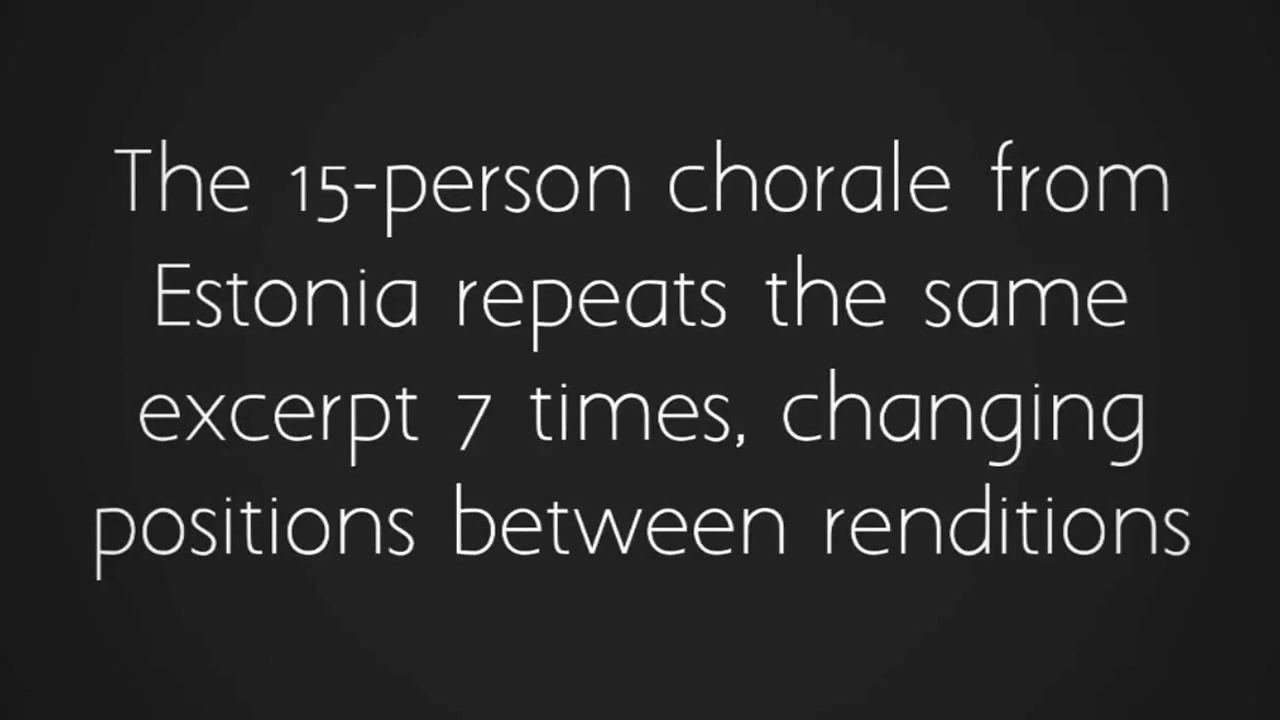 The 15-person chorale from
Estonia repeats the same
excerpt 7 times, changing
positions between renditions